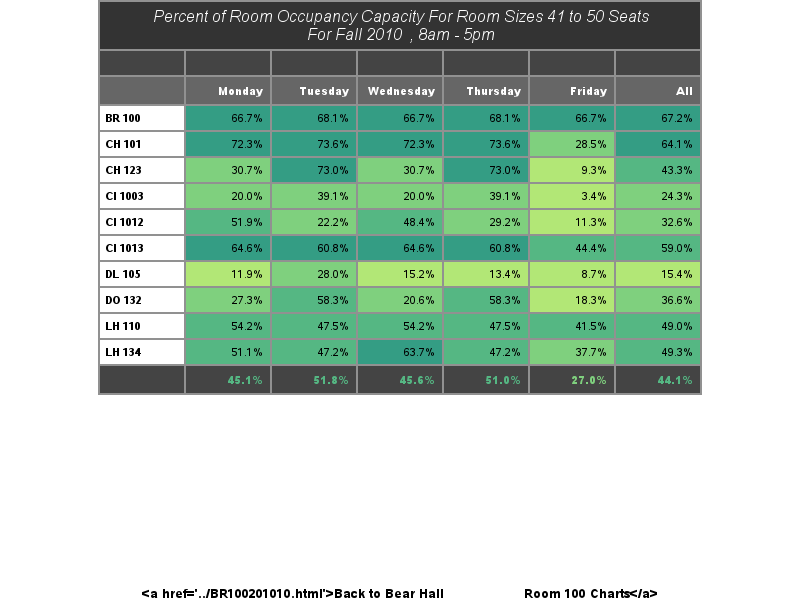 Percent of Room Occupancy Capacity For Room Sizes 41 to 50 Seats
For Fall 2010 , 8am - 5pm
Monday Tuesday Wednesday Thursday Friday All
BR 100 66.7% 68.1% 66.7% 68.1% 66.7% 67.2%
CH 101 72.3% 73.6% 72.3% 73.6% 28.5% 64.1%
CH 123 30.7% 73.0% 30.7% 73.0% 9.3% 43.3%
CI 1003 20.0% 39.1% 20.0% 39.1% 3.4% 24.3%
CI 1012 51.9% 22.2% 48.4% 29.2% 11.3% 32.6%
CI 1013 64.6% 60.8% 64.6% 60.8% 44.4% 59.0%
DL 105 11.9% 28.0% 15.2% 13.4% 8.7% 15.4%
DO 132 27.3% 58.3% 20.6% 58.3% 18.3% 36.6%
LH 110 54.2% 47.5% 54.2% 47.5% 41.5% 49.0%
LH 134 51.1% 47.2% 63.7% 47.2% 37.7% 49.3%
45.1% 51.8% 45.6% 51.0% 27.0% 44.1%
<a href='../BR100201010.html'>Back to Bear Hall Room 100 Charts</a>